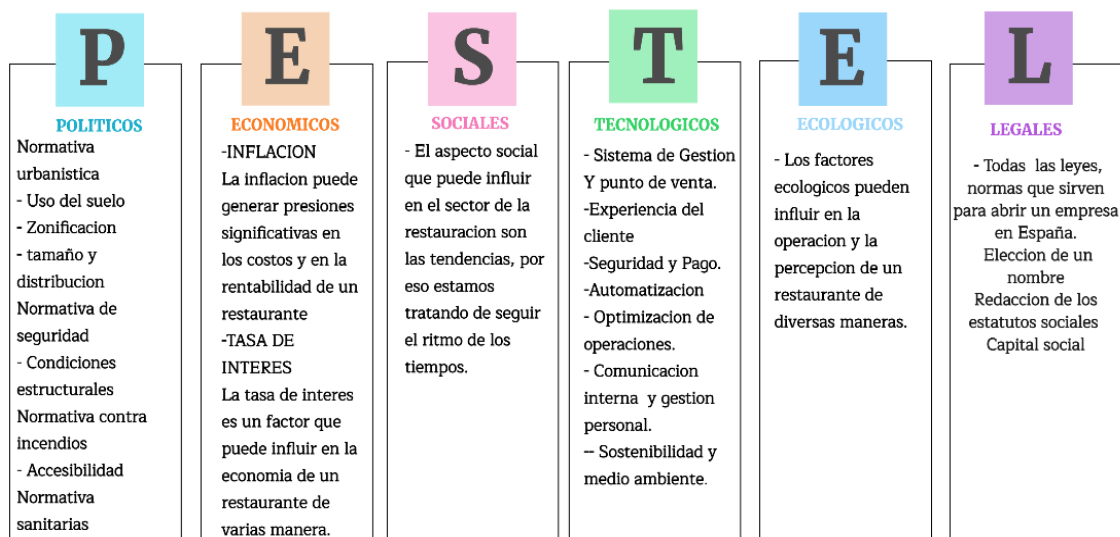 P
POLITICOS
Normativa
urbanistica
- Uso del suelo
- Zonificacion
- tamaño y
distribucion
Normativa de
seguridad
- Condiciones
estructurales
Normativa contra
incendios
- Accesibilidad
Normativa
sanitarias
E
ECONOMICOS
-INFLACION
La inflacion puede
generar presiones
significativas en
los costos y en la
rentabilidad de un
restaurante
-TASA DE
INTERES
La tasa de interes
es un factor que
puede influir en la
economia de un
restaurante de
varias manera.
S
SOCIALES
- El aspecto social
que puede influir
en el sector de la
restauracion son
las tendencias, por
eso estamos
tratando de seguir
el ritmo de los
tiempos.
T
TECNOLOGICOS
- Sistema de Gestion
Y punto de venta.
-Experiencia del
cliente
-Seguridad y Pago.
-Automatizacion
- Optimizacion de
operaciones.
- Comunicacion
interna y gestion
personal.
-- Sostenibilidad y
medio ambiente.
E
ECOLOGICOS
- Los factores
ecologicos pueden
influir en la
operacion y la
percepcion de un
restaurante de
diversas maneras.
L
LEGALES
- Todas las leyes,
normas que sirven
para abrir un empresa
en España.
Eleccion de un
nombre
Redaccion de los
estatutos sociales
Capital social